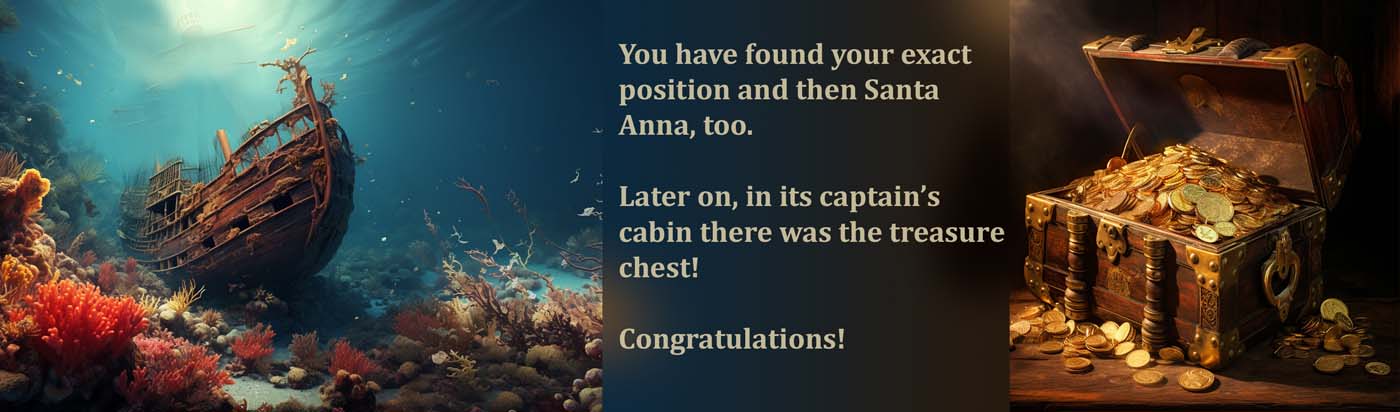 You have found your exact
position and then Santa
Anna, too.
Later on, in its captain’s
cabin there was the treasure
chest!
Congratulations!